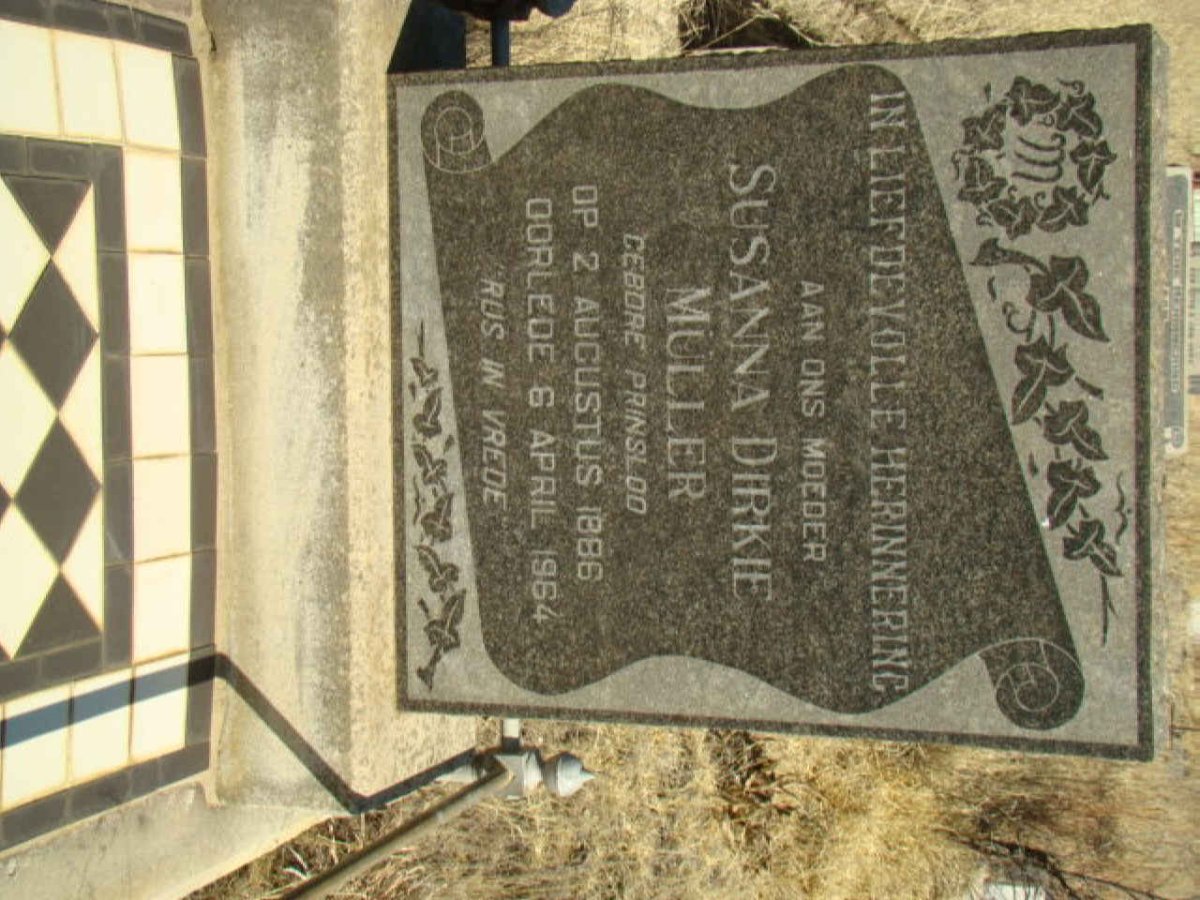 M
IN LIEFDEVOLLE HERINNERING
AAN ONS MOEDER
SUSANNA DIRKIE
MULLER
GEBORE PRINSLOO
OP 2 AUGUSTUS 1886
OORLEDE 6 APRIL 1964
"RUS IN VREDE"